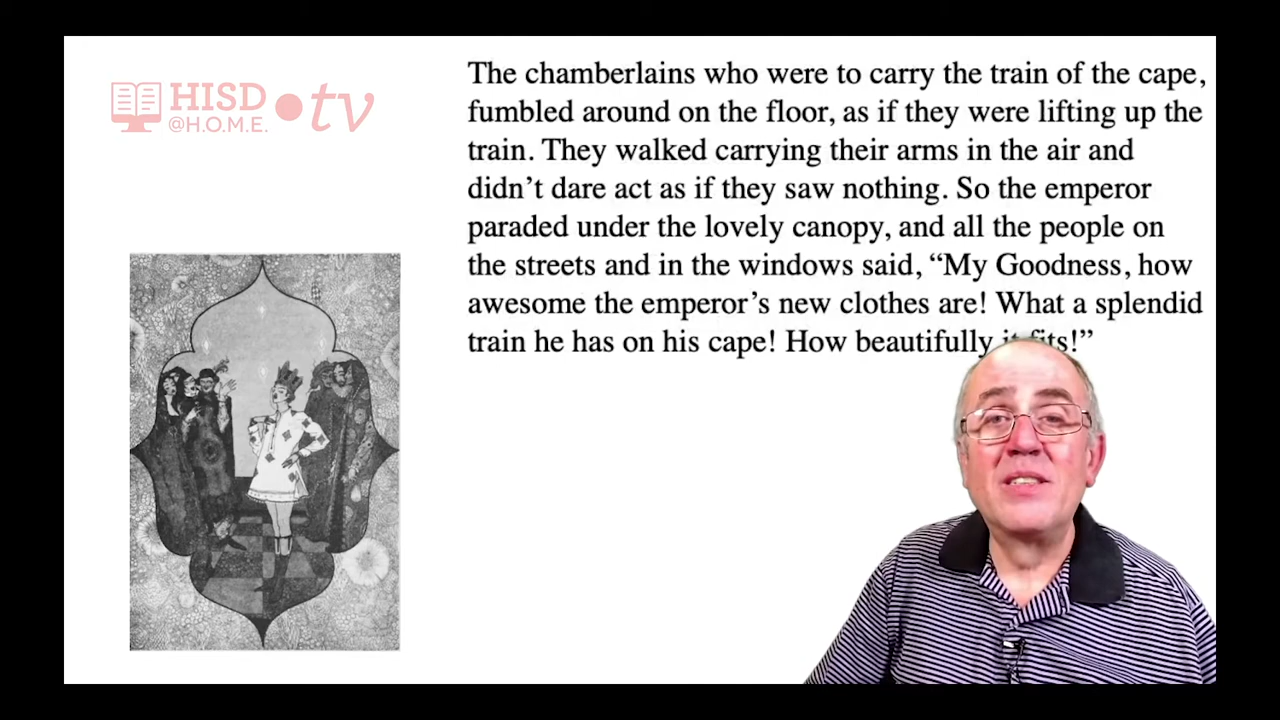 HISD
@H.O.M.E.
tv
The chamberlains who were to carry the train of the cape,
fumbled around on the floor, as if they were lifting up the
train. They walked carrying their arms in the air and
didn’t dare act as if they saw nothing. So the emperor
paraded under the lovely canopy, and all the people on
the streets and in the windows said, “My Goodness, how
awesome the emperor’s new clothes are! What a splendid
train he has on his cape! How beautifully it fits!”